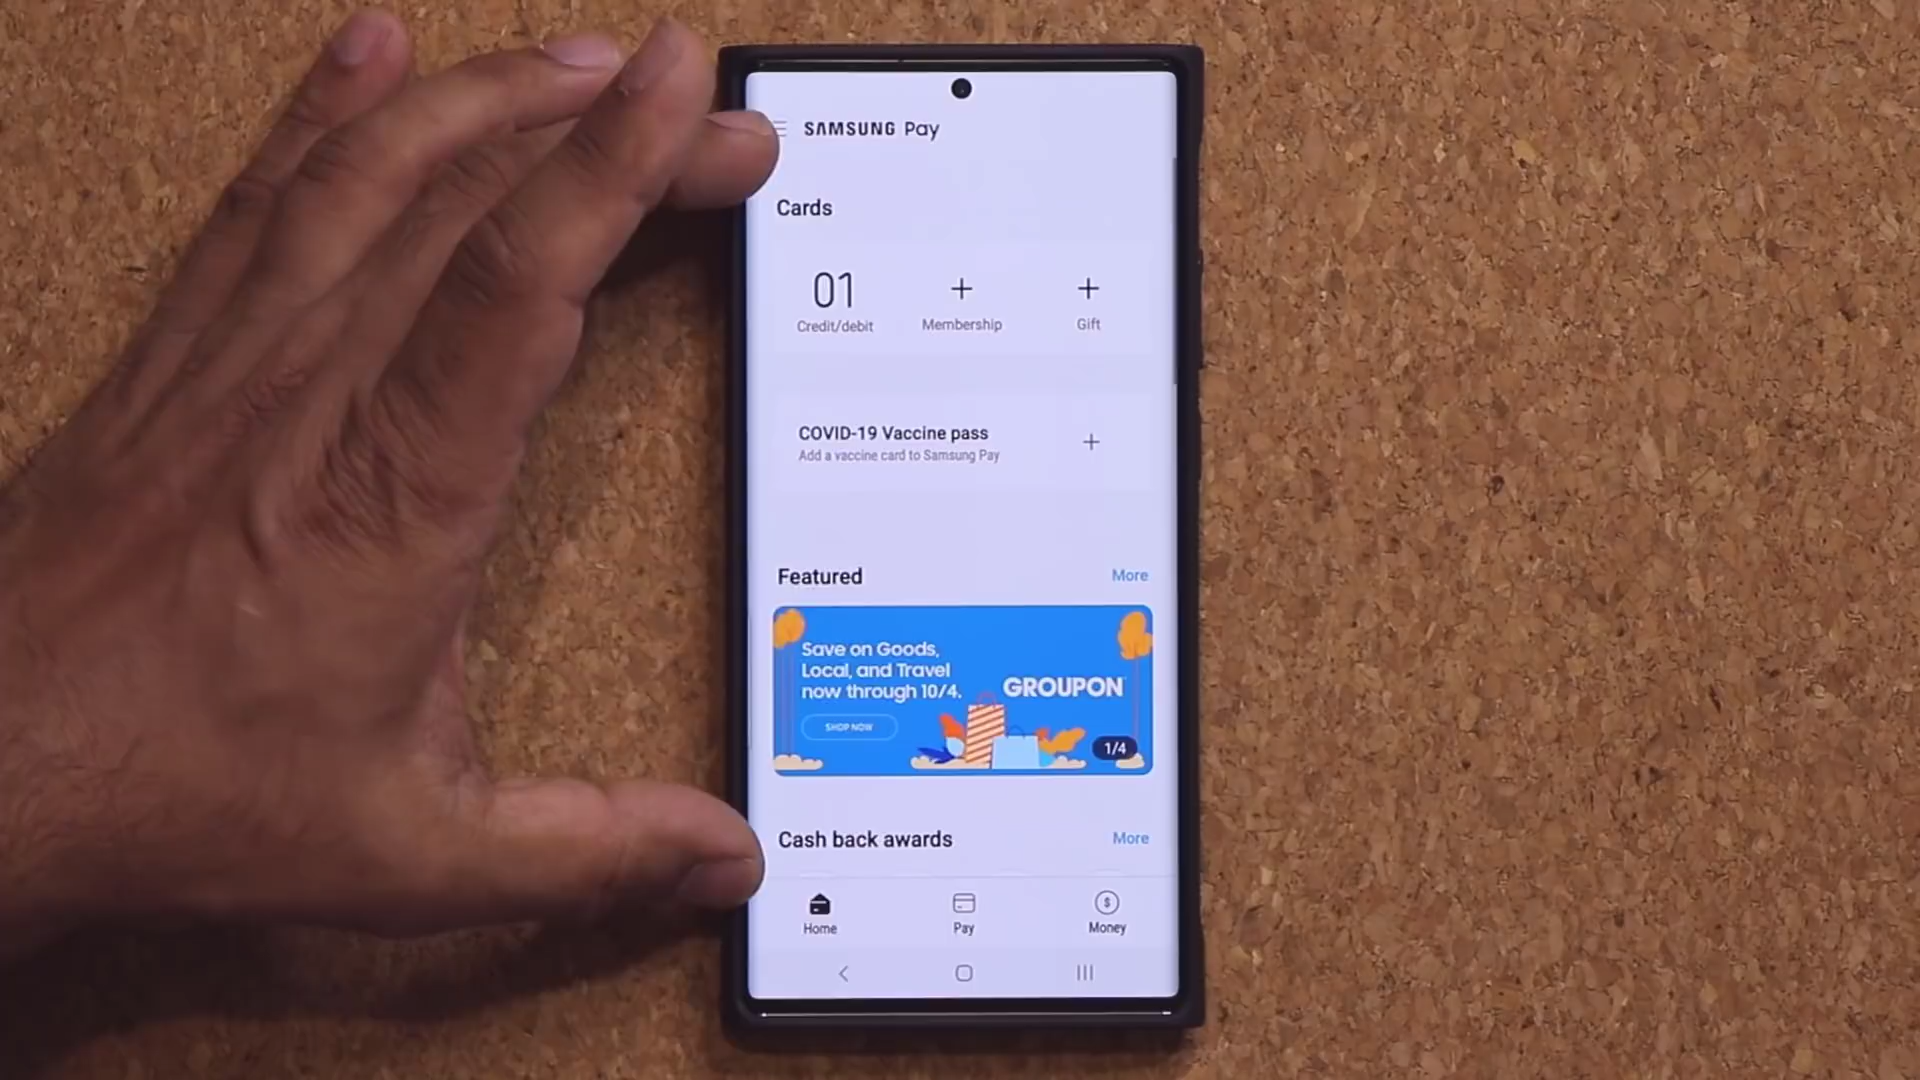 SAMSUNG Pay
Cards
01
Credit/debit
Membership
Gift
COVID-19 Vaccine pass
Add a vaccine card to Samsung Pay
Featured
More
Save on Goods,
Local, and Travel
now through 10/4.
GROUPON
SHOP NOW
1/4
Cash back awards
More
Home
Pay
Money